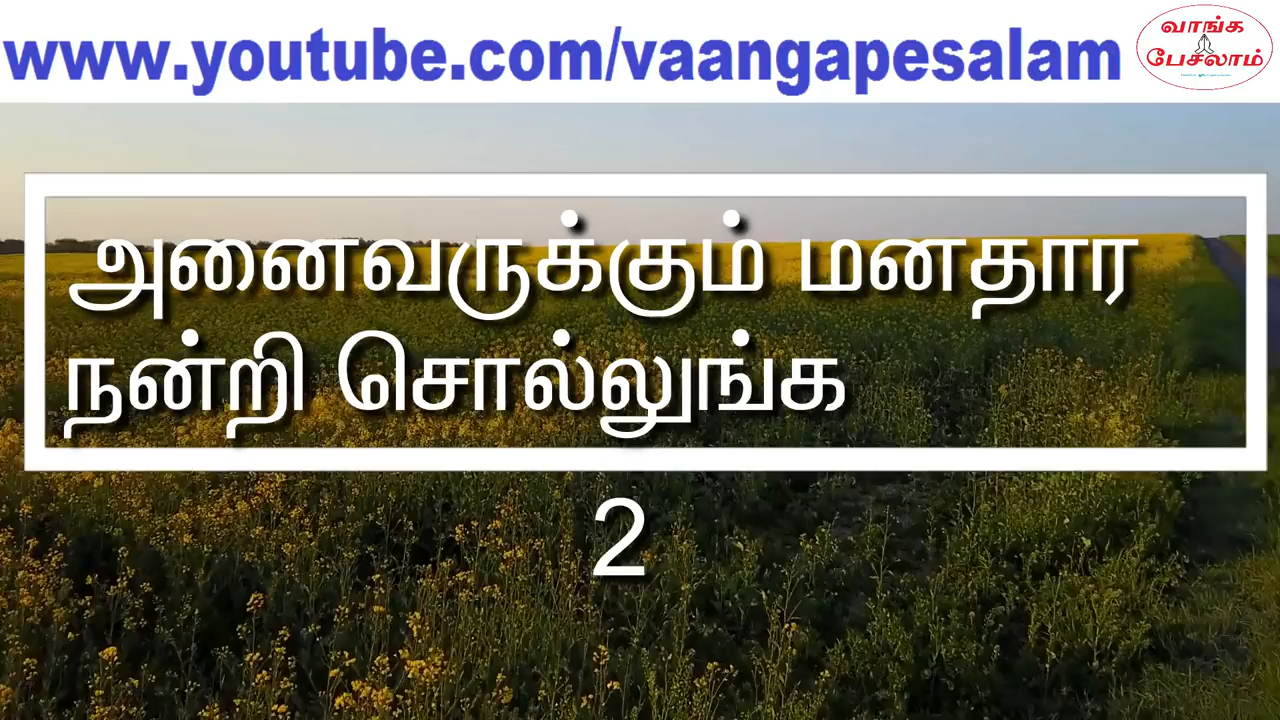 www.youtube.com/vaangapesalam
வாங்க
பேசலாம்
அனைவருக்கும் மனதார
நன்றி சொல்லுங்க
2